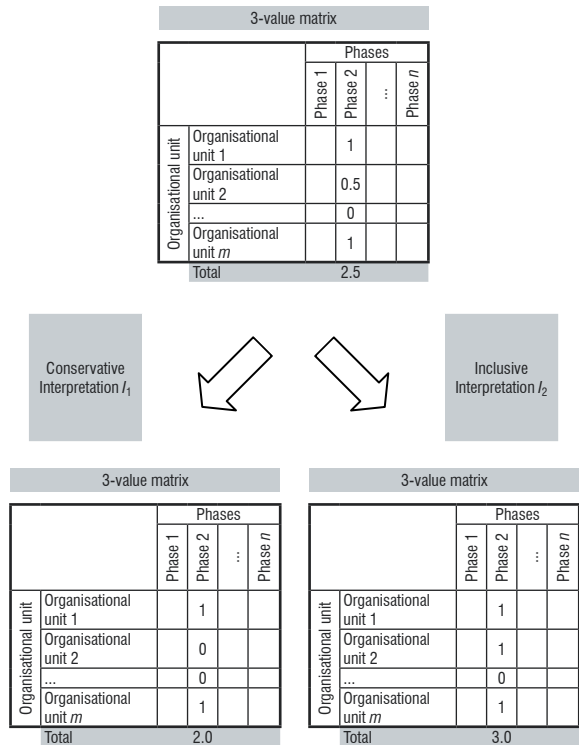 3-value matrix
Phases
Phase 1
Phase 2
...
Phase n
Organisational unit
Organisational
unit 1
1
Organisational
unit 2
0.5
...
0
Organisational
unit m
1
Total
2.5
Conservative
Interpretation I1
Inclusive
Interpretation I2
3-value matrix
Phases
Phase 1
Phase 2
...
Phase n
Organisational unit
Organisational
unit 1
1
Organisational
unit 2
0
...
0
Organisational
unit m
1
Total
2.0
3-value matrix
Phases
Phase 1
Phase 2
...
Phase n
Organisational unit
Organisational
unit 1
1
Organisational
unit 2
1
...
0
Organisational
unit m
1
Total
3.0